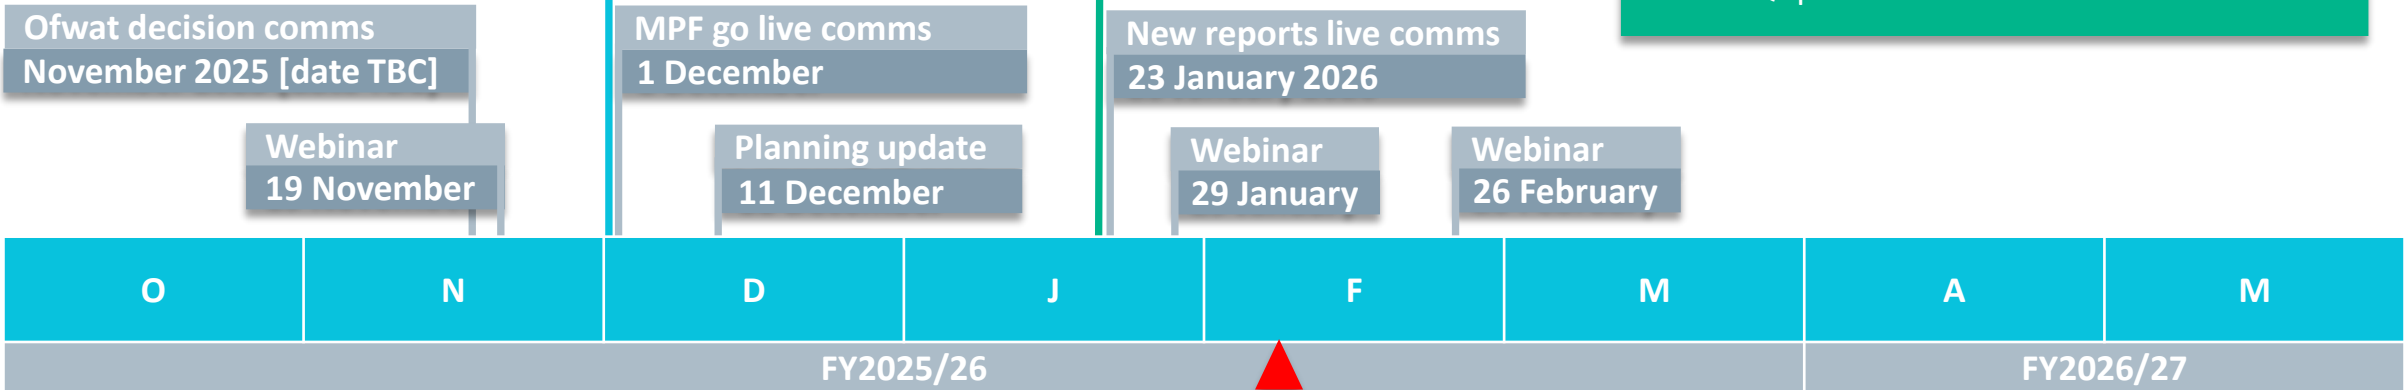 Ofwat decision comms
November 2025 [date TBC]
MPF go live comms
1 December
New reports live comms
23 January 2026
Webinar
19 November
Planning update
11 December
Webinar
29 January
Webinar
26 February
O N D J F M A M
FY2025/26 FY2026/27